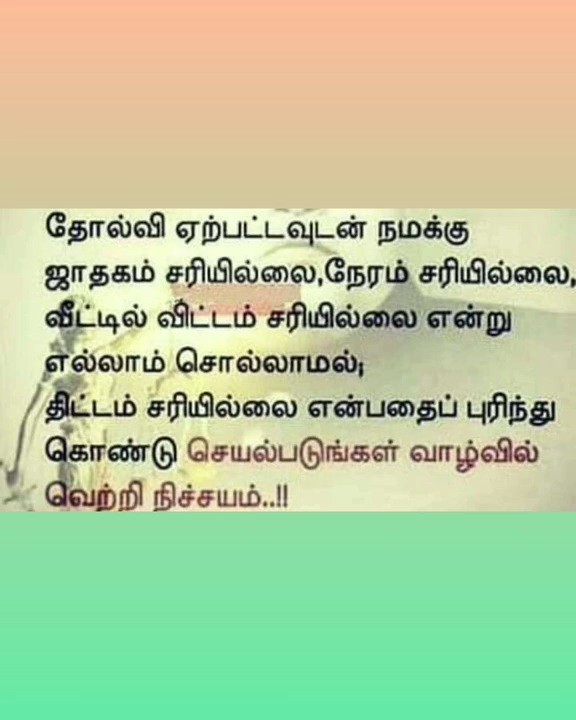 தோல்வி ஏற்பட்டவுடன் நமக்கு
ஜாதகம் சரியில்லை,நேரம் சரியில்லை,
வீட்டில் விட்டம் சரியில்லை என்று
எல்லாம் சொல்லாமல்;
திட்டம் சரியில்லை என்பதைப் புரிந்து
கொண்டு செயல்படுங்கள் வாழ்வில்
வெற்றி நிச்சயம்..!!